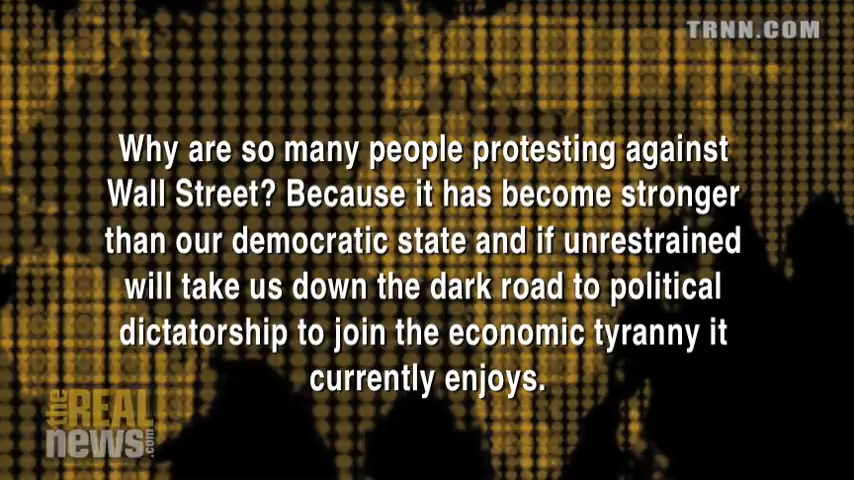 TRNN.COM
Why are so many people protesting against
Wall Street? Because it has become stronger
than our democratic state and if unrestrained
will take us down the dark road to political
dictatorship to join the economic tyranny it
currently enjoys.
the REAL
news.com